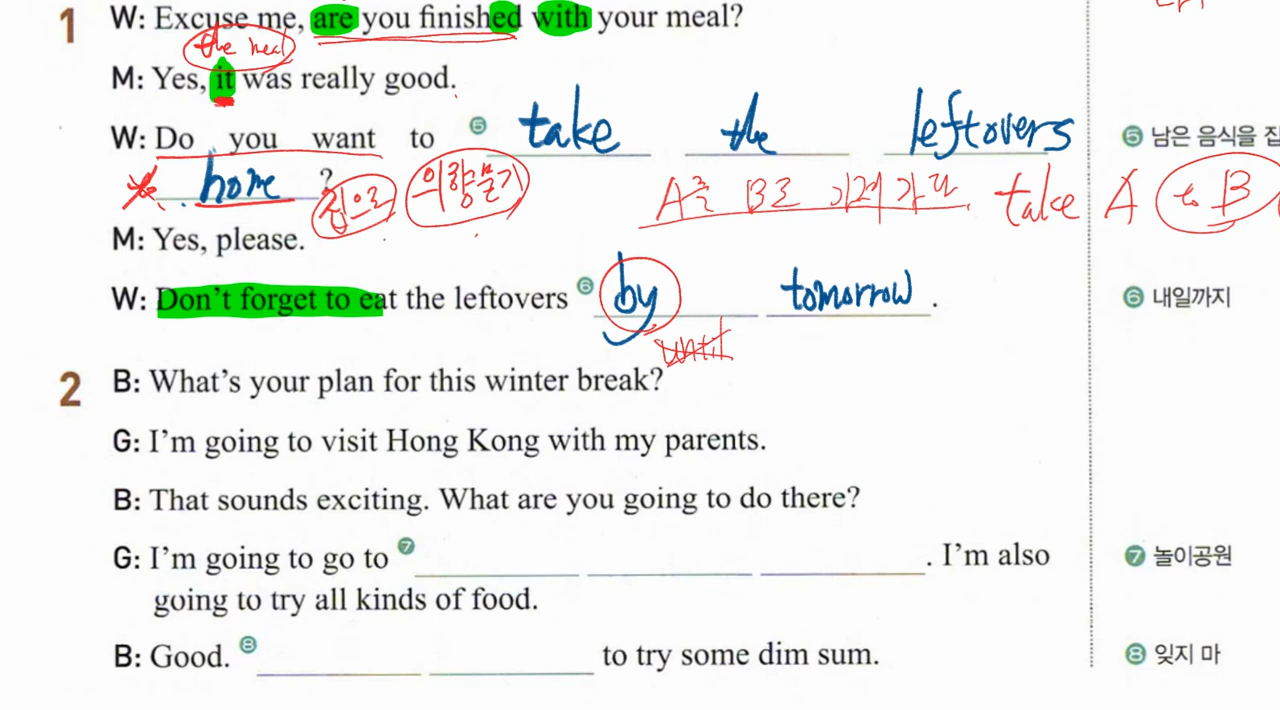 1 W: Excuse me, are you finished with your meal?
the meal
M: Yes, it was really good.
W: Do you want to ⑤ take the leftovers
home ? 집으로 의향묻기
A를 B로 가져가다 take A to B
⑤ 남은 음식을
M: Yes, please.
W: Don't forget to eat the leftovers ⑥ by tomorrow .
until
⑥ 내일까지
2 B: What's your plan for this winter break?
G: I'm going to visit Hong Kong with my parents.
B: That sounds exciting. What are you going to do there?
G: I'm going to go to ⑦ . I'm also
going to try all kinds of food.
⑦ 놀이공원
B: Good. ⑧ to try some dim sum.
⑧ 잊지 마